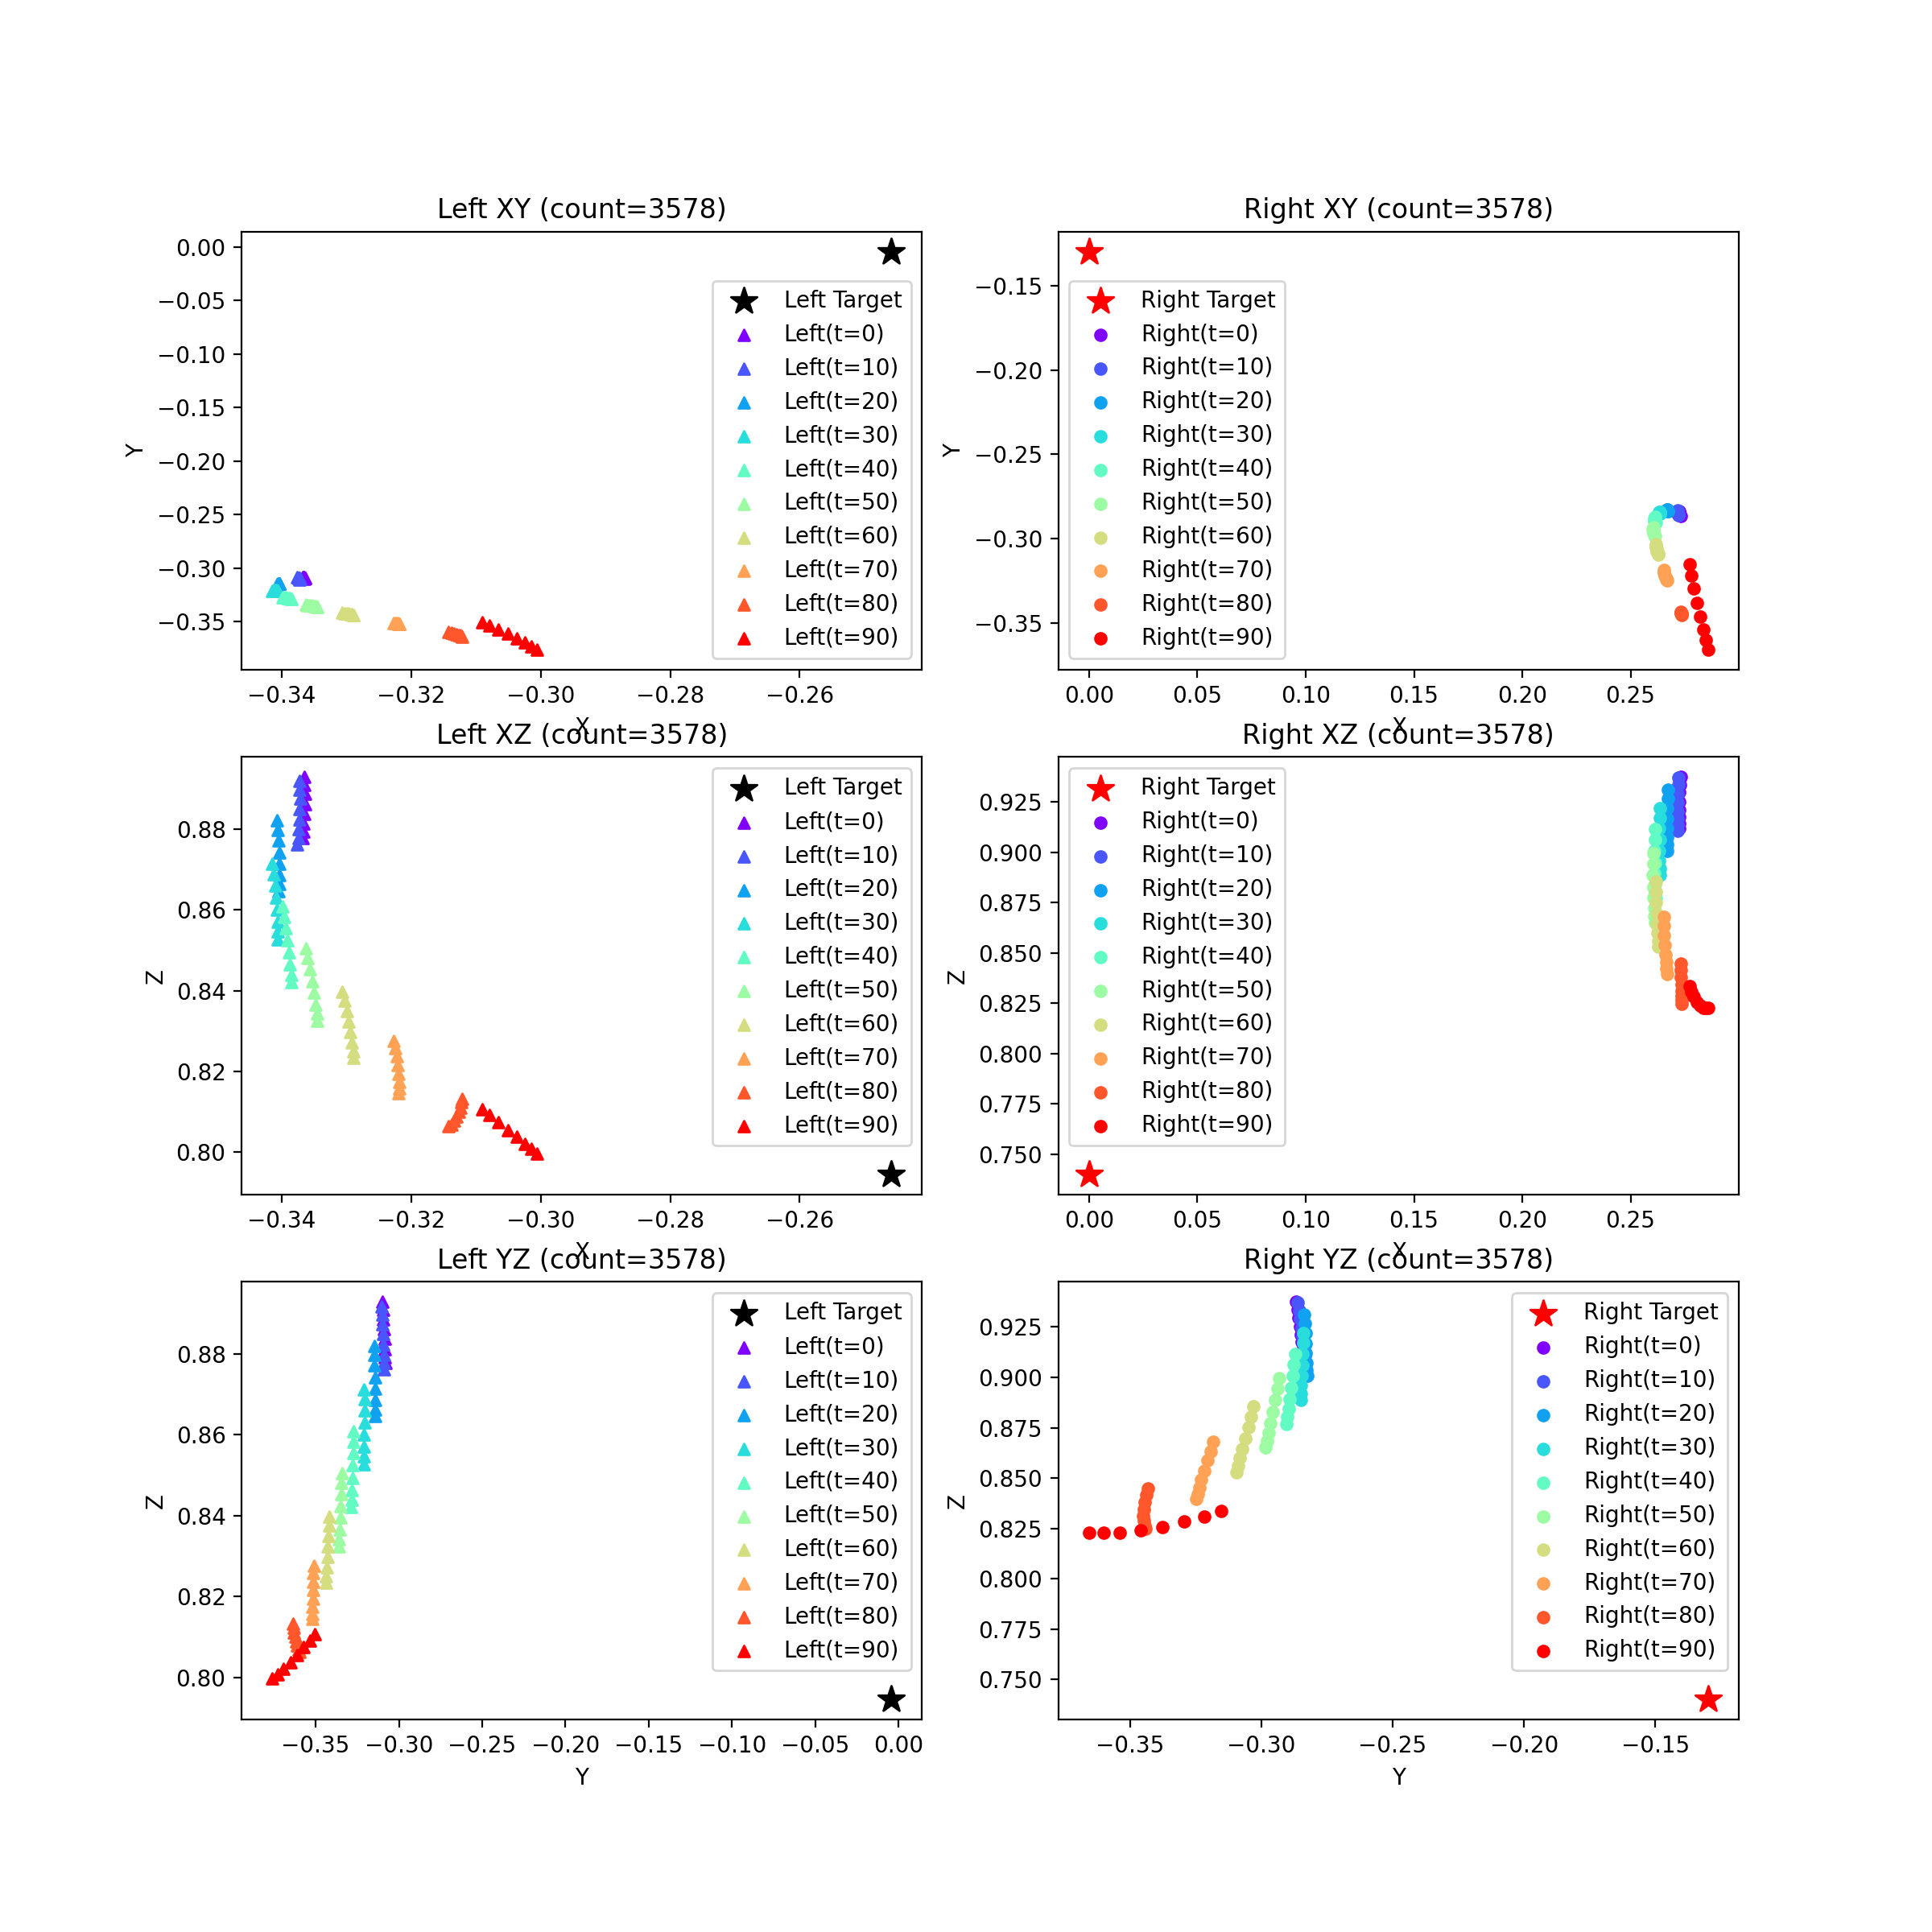 Left XY (count=3578)
0.00
−0.05
−0.10
−0.15
−0.20
−0.25
−0.30
−0.35
Y
Left Target
Left(t=0)
Left(t=10)
Left(t=20)
Left(t=30)
Left(t=40)
Left(t=50)
Left(t=60)
Left(t=70)
Left(t=80)
Left(t=90)
−0.34 −0.32 −0.30 −0.28 −0.26
X
Right XY (count=3578)
−0.15
−0.20
−0.25
−0.30
−0.35
Y
Right Target
Right(t=0)
Right(t=10)
Right(t=20)
Right(t=30)
Right(t=40)
Right(t=50)
Right(t=60)
Right(t=70)
Right(t=80)
Right(t=90)
0.00 0.05 0.10 0.15 0.20 0.25
X
Left XZ (count=3578)
0.88
0.86
0.84
0.82
0.80
Z
Left Target
Left(t=0)
Left(t=10)
Left(t=20)
Left(t=30)
Left(t=40)
Left(t=50)
Left(t=60)
Left(t=70)
Left(t=80)
Left(t=90)
−0.34 −0.32 −0.30 −0.28 −0.26
X
Right XZ (count=3578)
0.925
0.900
0.875
0.850
0.825
0.800
0.775
0.750
Z
Right Target
Right(t=0)
Right(t=10)
Right(t=20)
Right(t=30)
Right(t=40)
Right(t=50)
Right(t=60)
Right(t=70)
Right(t=80)
Right(t=90)
0.00 0.05 0.10 0.15 0.20 0.25
X
Left YZ (count=3578)
0.88
0.86
0.84
0.82
0.80
Z
Left Target
Left(t=0)
Left(t=10)
Left(t=20)
Left(t=30)
Left(t=40)
Left(t=50)
Left(t=60)
Left(t=70)
Left(t=80)
Left(t=90)
−0.35 −0.30 −0.25 −0.20 −0.15 −0.10 −0.05 0.00
Y
Right YZ (count=3578)
0.925
0.900
0.875
0.850
0.825
0.800
0.775
0.750
Z
Right Target
Right(t=0)
Right(t=10)
Right(t=20)
Right(t=30)
Right(t=40)
Right(t=50)
Right(t=60)
Right(t=70)
Right(t=80)
Right(t=90)
−0.35 −0.30 −0.25 −0.20 −0.15
Y